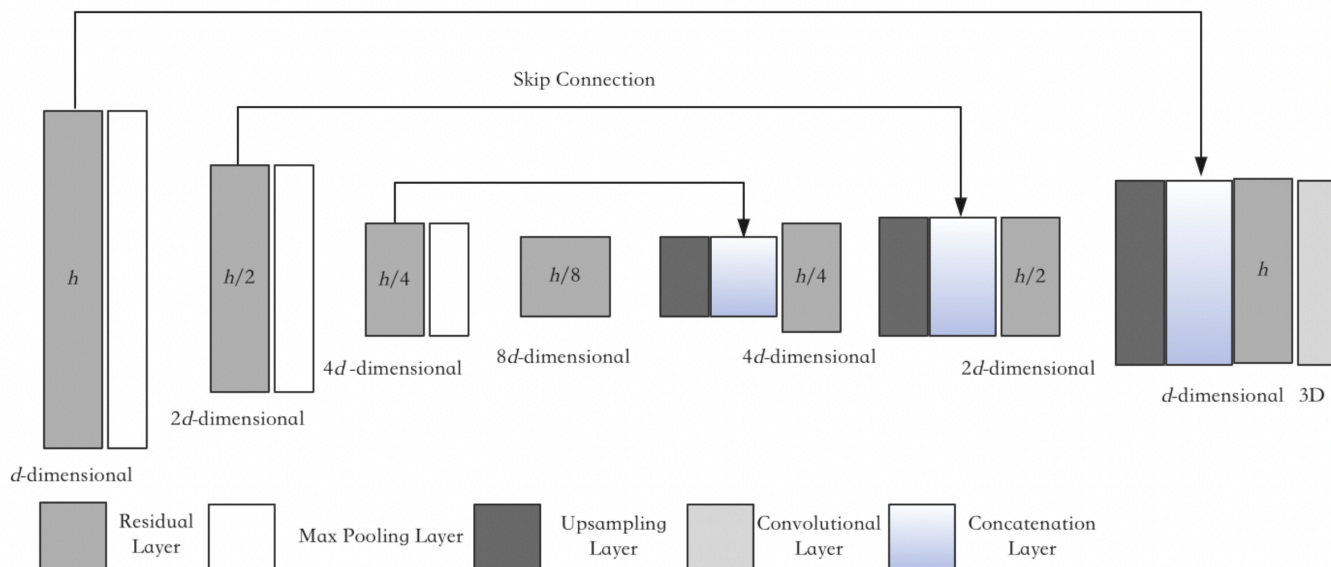 Skip Connection
h
h/2
h/4
h/8
h/4
h/2
h
d-dimensional
2d-dimensional
4d -dimensional
8d-dimensional
4d-dimensional
2d-dimensional
d-dimensional 3D
Residual
Layer
Max Pooling Layer
Upsampling
Layer
Convolutional
Layer
Concatenation
Layer